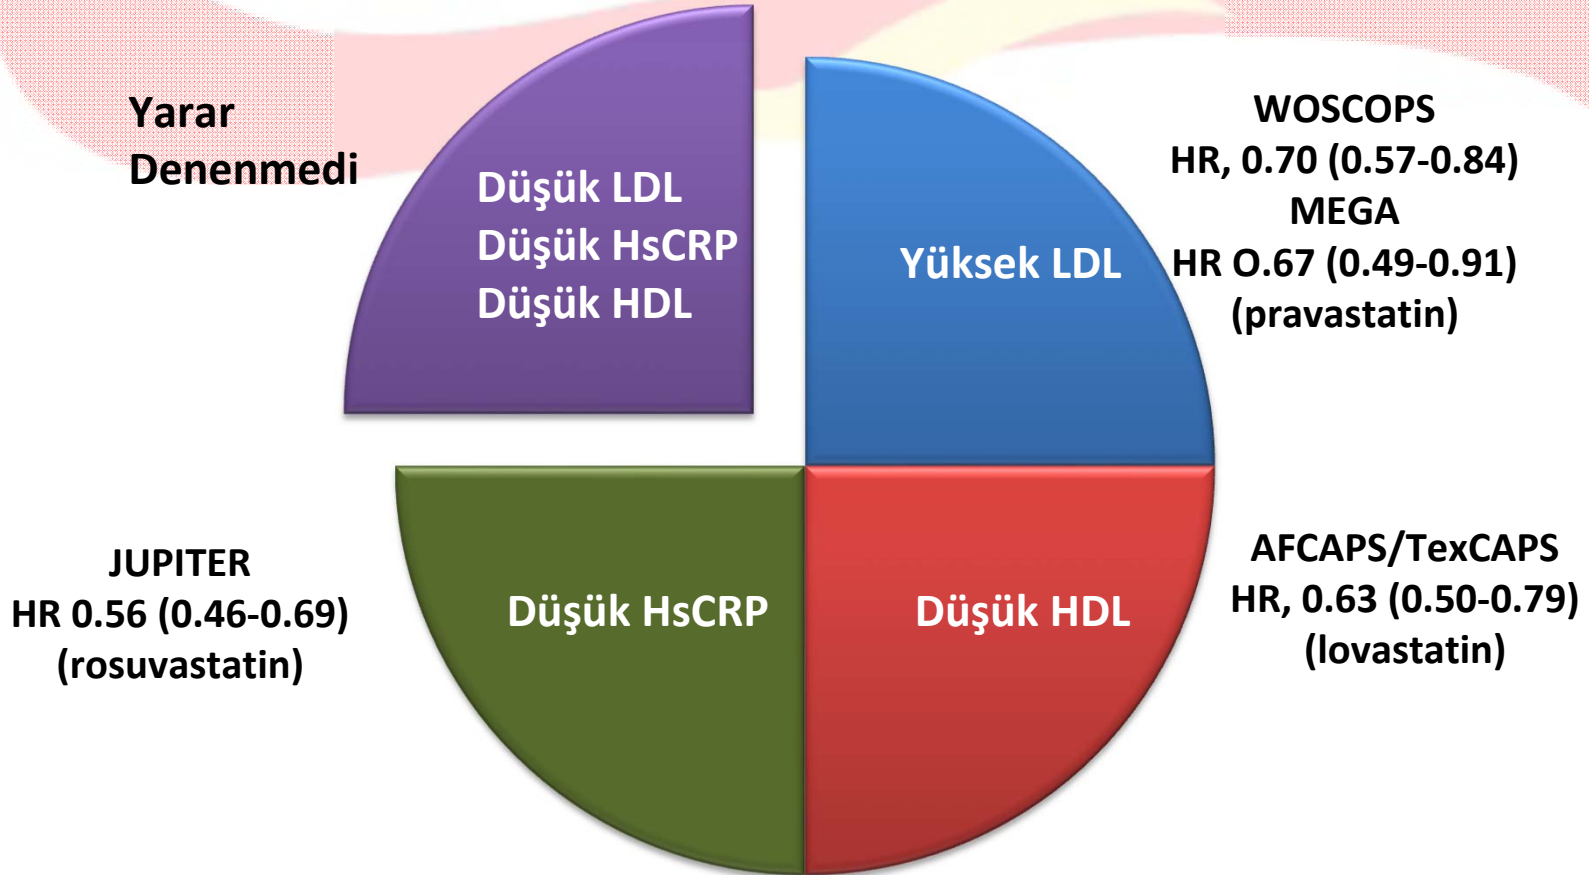 Yarar
Denenmedi
Düşük LDL
Düşük HsCRP
Düşük HDL
Yüksek LDL
WOSCOPS
HR, 0.70 (0.57-0.84)
MEGA
HR O.67 (0.49-0.91)
(pravastatin)
JUPITER
HR 0.56 (0.46-0.69)
(rosuvastatin)
Düşük HsCRP
Düşük HDL
AFCAPS/TexCAPS
HR, 0.63 (0.50-0.79)
(lovastatin)